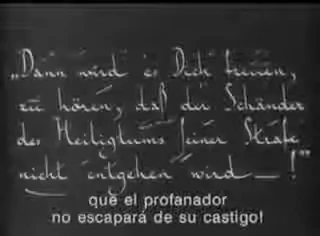 „Dann wird es Dich freuen,
zu hören, daß der Schänder
des Heiligtums seiner Strafe
nicht entgehen wird — !"
que el profanador
no escapará de su castigo!